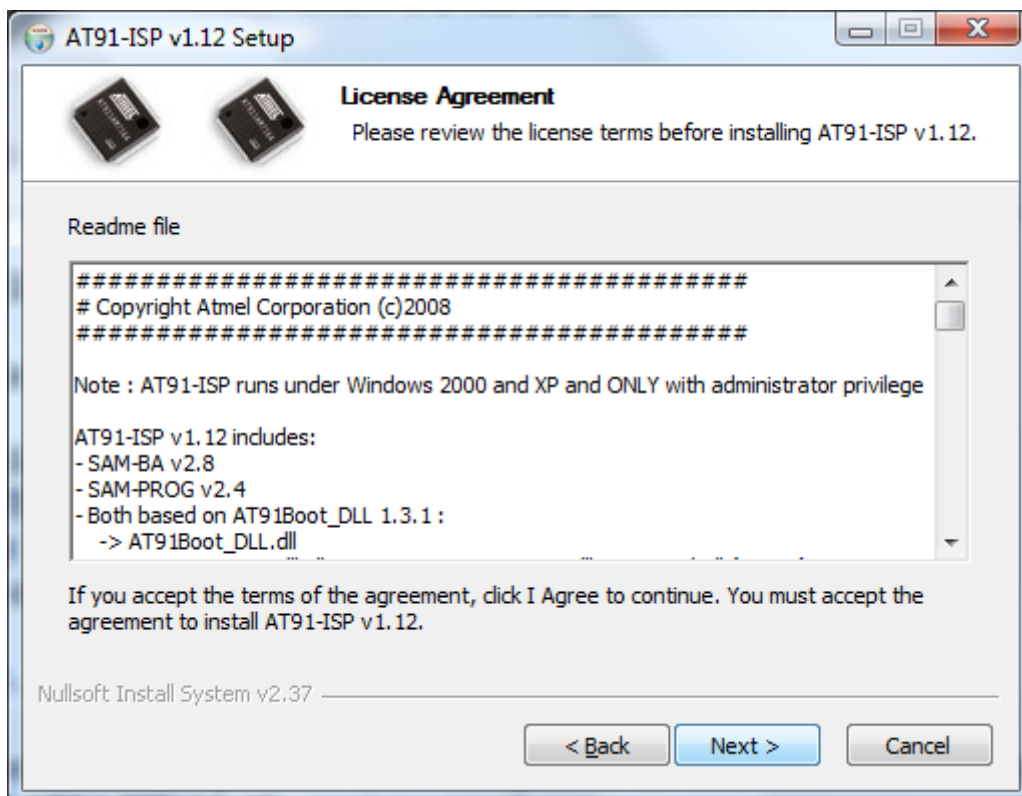 AT91-ISP v1.12 Setup
License Agreement
Please review the license terms before installing AT91-ISP v1.12.
ATMEL
ATMEL
Readme file
##########################################
# Copyright Atmel Corporation (c)2008
##########################################
Note : AT91-ISP runs under Windows 2000 and XP and ONLY with administrator privilege
AT91-ISP v1.12 includes:
- SAM-BA v2.8
- SAM-PROG v2.4
- Both based on AT91Boot_DLL 1.3.1 :
-> AT91Boot_DLL.dll
If you accept the terms of the agreement, click I Agree to continue. You must accept the
agreement to install AT91-ISP v1.12.
Nullsoft Install System v2.37
< Back
Next >
Cancel